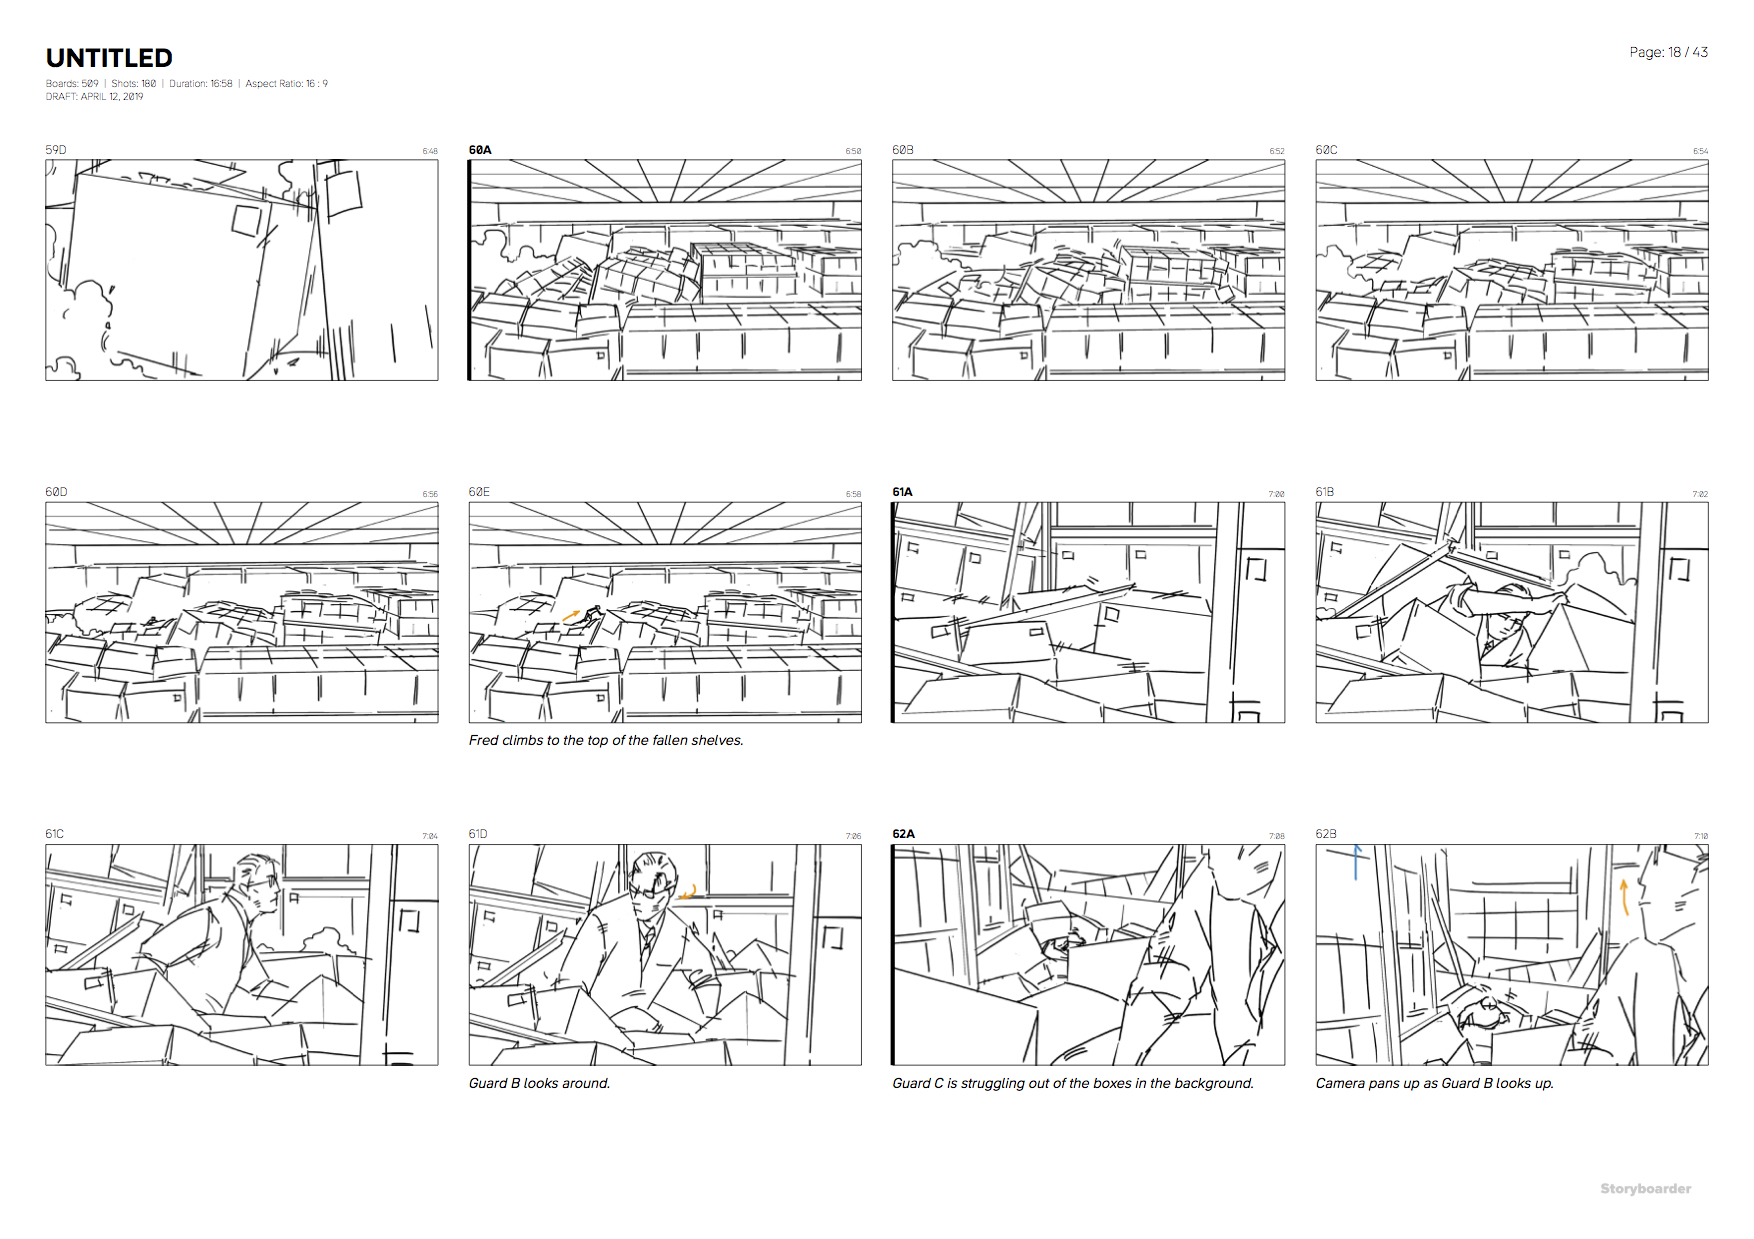 UNTITLED
Page: 18 / 43
Boards: 509 | Shots: 180 | Duration: 16:58 | Aspect Ratio: 16 : 9
DRAFT: APRIL 12, 2019
59D 6:48
60A 6:50
60B 6:52
60C 6:54
60D 6:56
60E 6:58
61A 7:00
61B 7:02
Fred climbs to the top of the fallen shelves.
61C 7:04
61D 7:06
62A 7:08
62B 7:10
Guard B looks around.
Guard C is struggling out of the boxes in the background.
Camera pans up as Guard B looks up.
Storyboarder